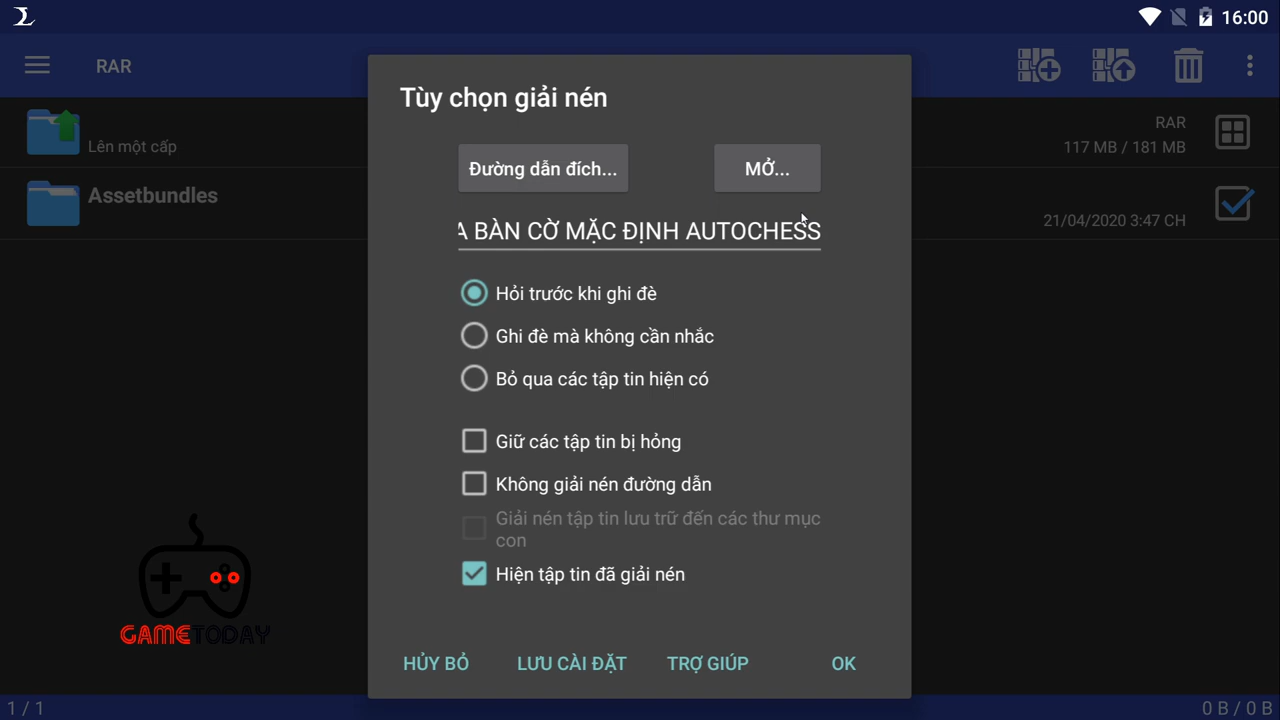 16:00
RAR
Tùy chọn giải nén
Đường dẫn đích...
MỞ...
A BÀN CỜ MẶC ĐỊNH AUTOCHESS
Lên một cấp
RAR
117 MB / 181 MB
Assetbundles
21/04/2020 3:47 CH
Hỏi trước khi ghi đè
Ghi đè mà không cần nhắc
Bỏ qua các tập tin hiện có
Giữ các tập tin bị hỏng
Không giải nén đường dẫn
Giải nén tập tin lưu trữ đến các thư mục
con
Hiện tập tin đã giải nén
GAMETODAY
HỦY BỎ
LƯU CÀI ĐẶT
TRỢ GIÚP
OK
1 / 1
0 B / 0 B